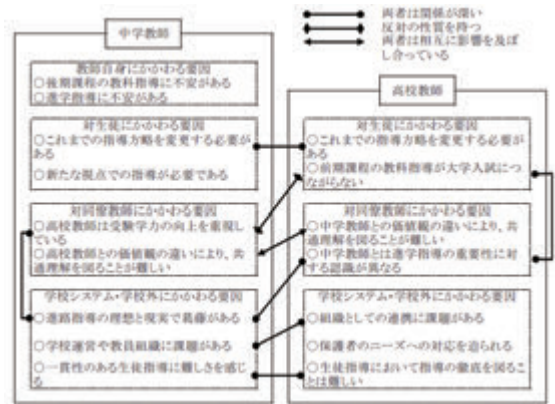 両者は関係が深い
反対の性質を持つ
両者は相互に影響を及ぼ
し合っている
中学教師
教師自身にかかわる要因
○後期課程の教科指導に不安がある
○進学指導に不安がある
対生徒にかかわる要因
○これまでの指導方略を変更する必要が
ある
○新たな視点での指導が必要である
対同僚教師にかかわる要因
○高校教師は受験学力の向上を重視し
ている
○高校教師との価値観の違いにより、共
通理解を図ることが難しい
学校システム・学校外にかかわる要因
○進路指導の理想と現実で葛藤がある
○学校運営や教員組織に課題がある
○一貫性のある生徒指導に難しさを感じ
る
高校教師
対生徒にかかわる要因
○これまでの指導方略を変更する必要が
ある
○前期課程の教科指導が大学入試につ
ながらない
対同僚教師にかかわる要因
○中学教師との価値観の違いにより、共
通理解を図ることが難しい
○中学教師とは進学指導の重要性に対
する認識が異なる
学校システム・学校外にかかわる要因
○組織としての連携に課題がある
○保護者のニーズへの対応を迫られる
○生徒指導において指導の徹底を図るこ
とは難しい